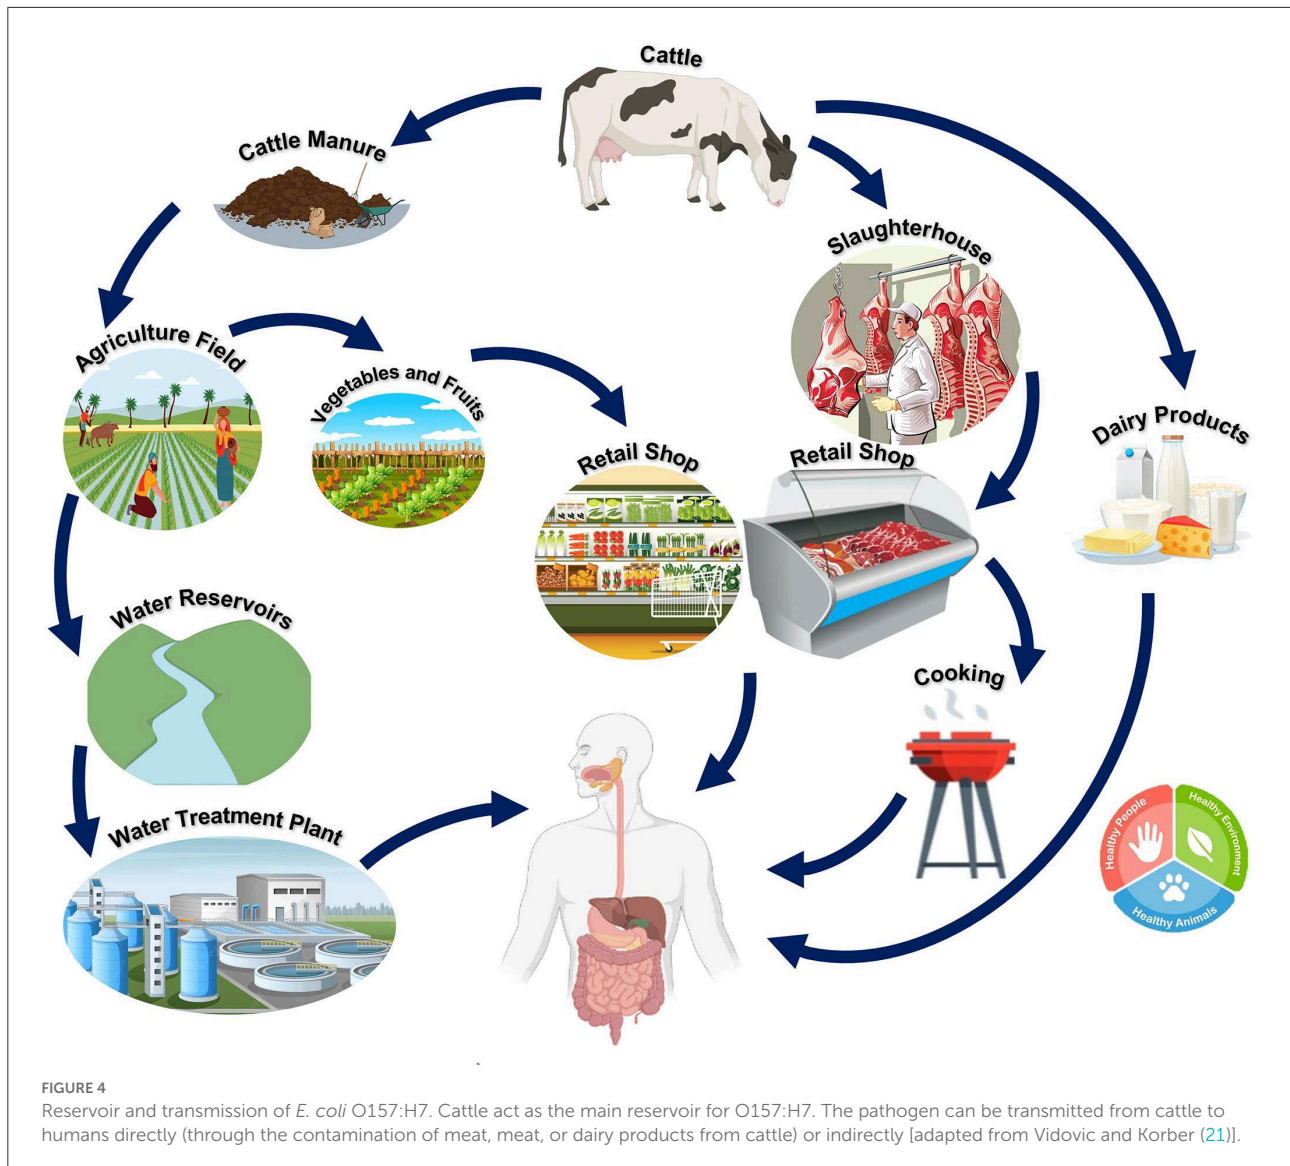 Cattle
Cattle Manure
Slaughterhouse
Agriculture Field
Vegetables and Fruits
Dairy Products
Retail Shop
Retail Shop
Water Reservoirs
Cooking
Water Treatment Plant
Healthy People
Healthy Environment
Healthy Animals
FIGURE 4
Reservoir and transmission of E. coli O157:H7. Cattle act as the main reservoir for O157:H7. The pathogen can be transmitted from cattle to
humans directly (through the contamination of meat, meat, or dairy products from cattle) or indirectly [adapted from Vidovic and Korber (21)].